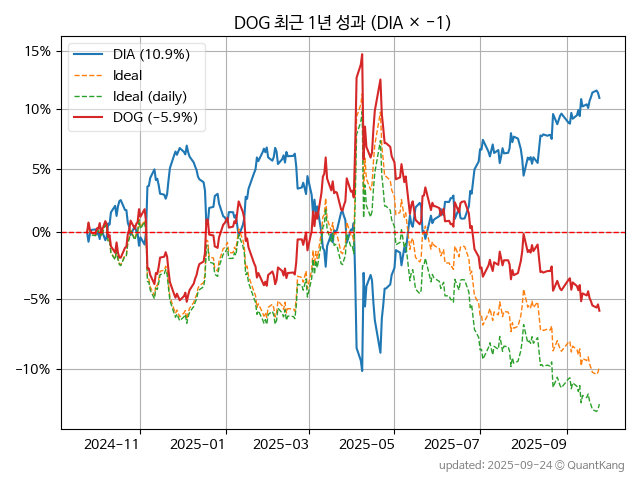 DOG 최근 1년 성과 (DIA × −1)
15%
10%
5%
0%
−5%
−10%
DIA (10.9%)
Ideal
Ideal (daily)
DOG (−5.9%)
2024-11
2025-01
2025-03
2025-05
2025-07
2025-09
updated: 2025-09-24 © QuantKang